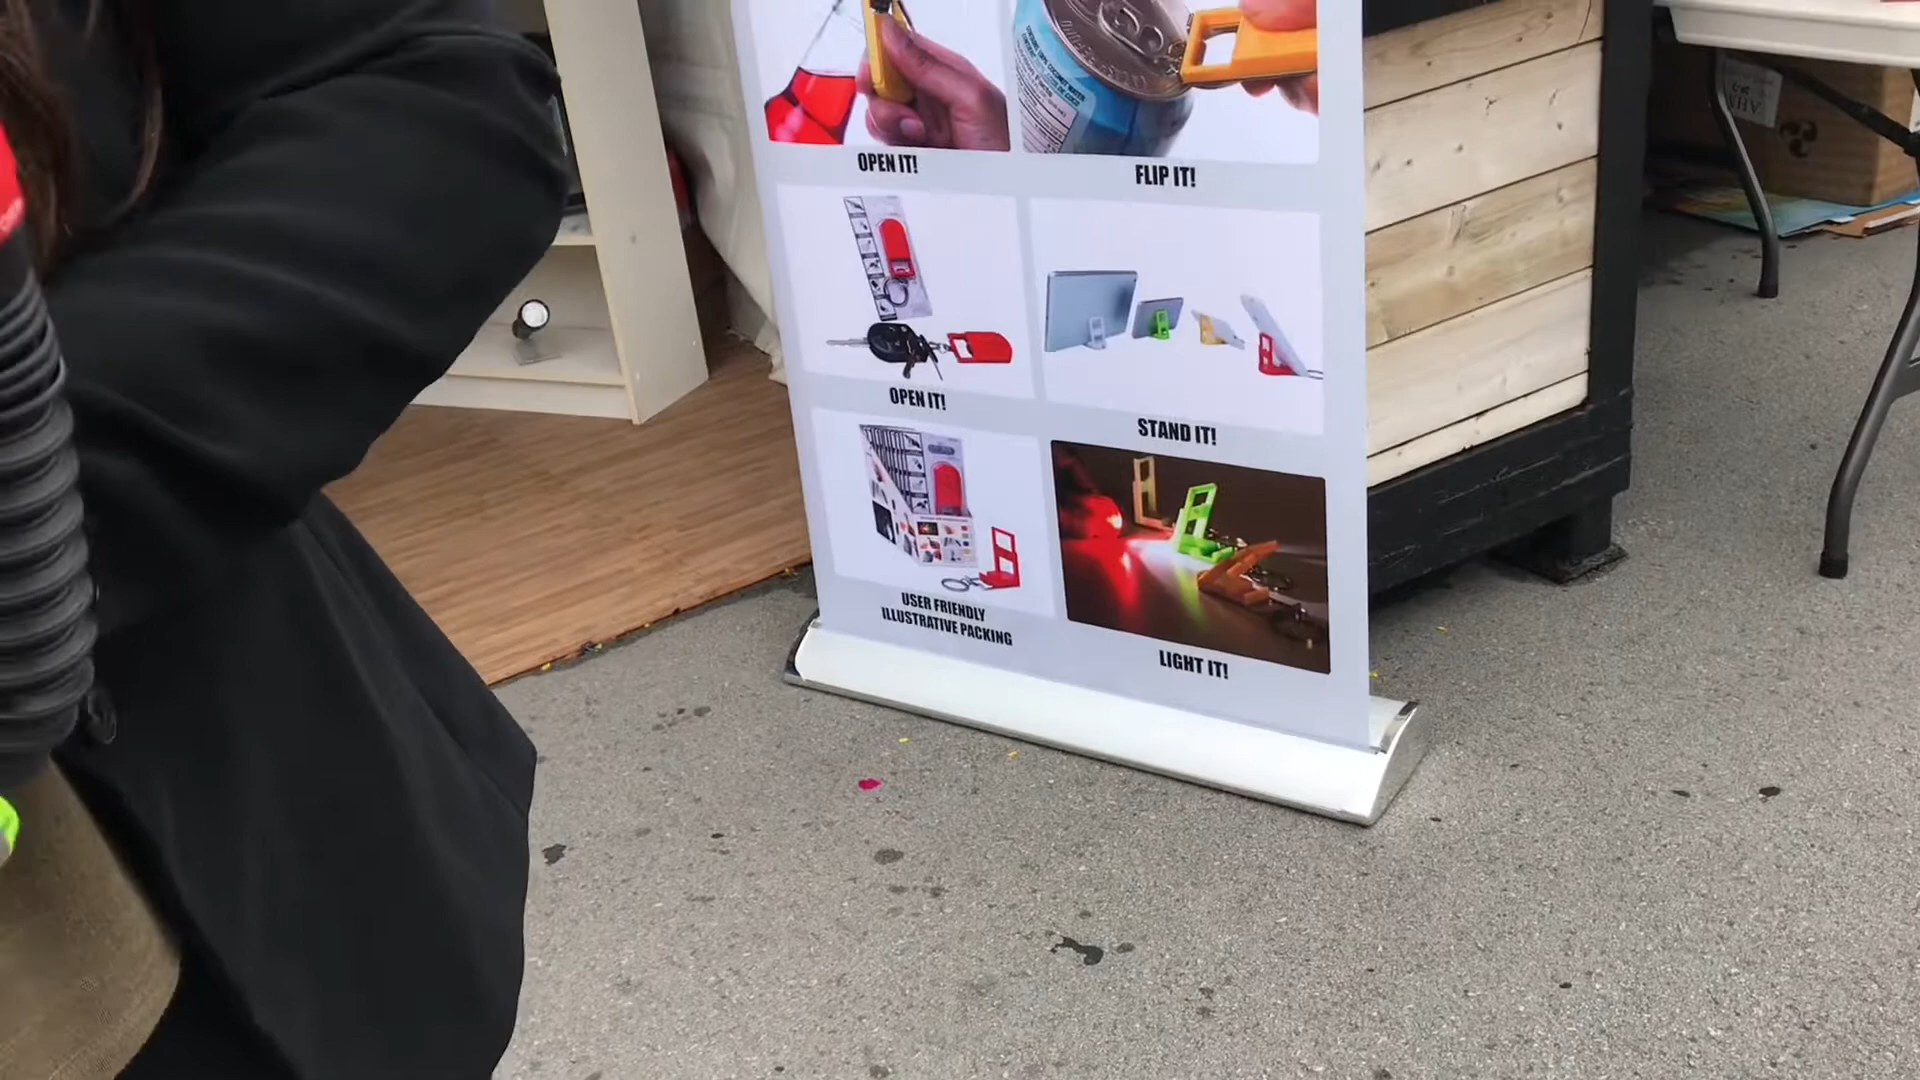 OPEN IT!
FLIP IT!
OPEN IT!
STAND IT!
USER FRIENDLY
ILLUSTRATIVE PACKING
LIGHT IT!